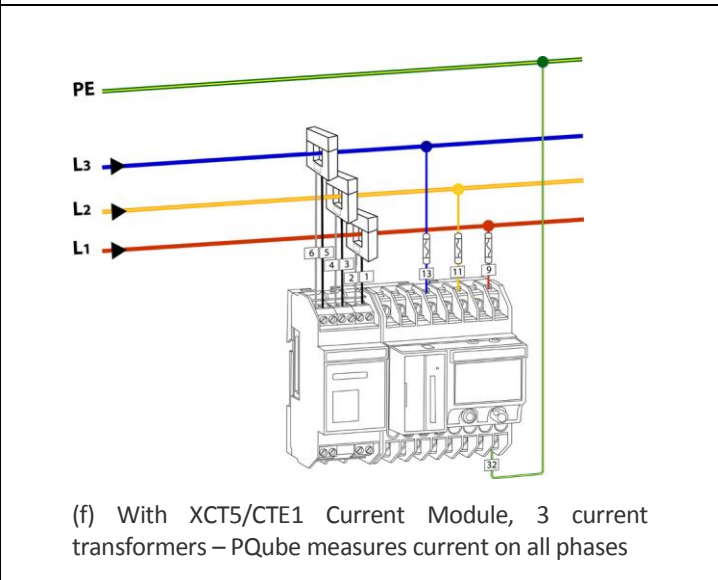 PE
L3
L2
L1
6 5
4 3
2 1
13 11 9
32
(f) With XCT5/CTE1 Current Module, 3 current
transformers – PQube measures current on all phases